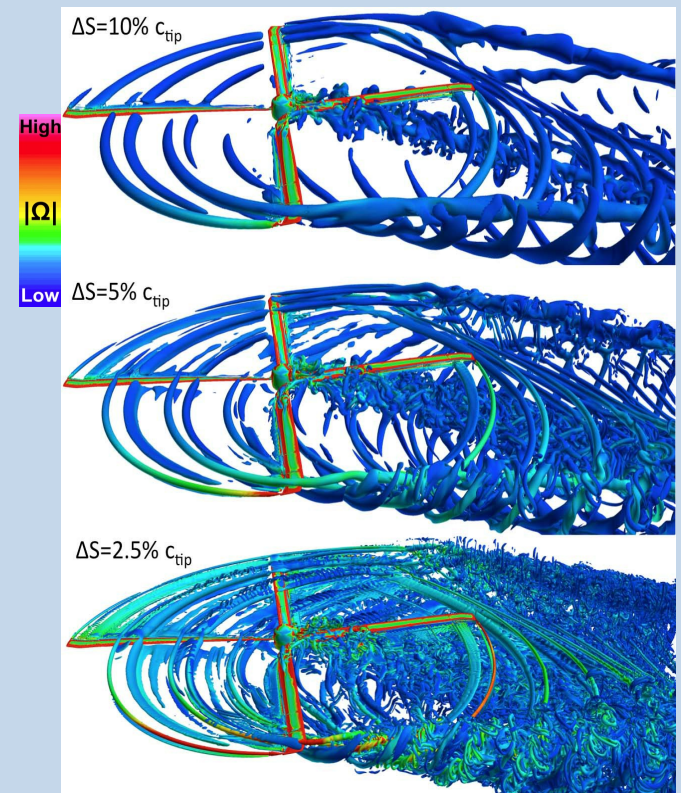 ΔS=10% c_tip
High
|Ω|
Low
ΔS=5% c_tip
ΔS=2.5% c_tip